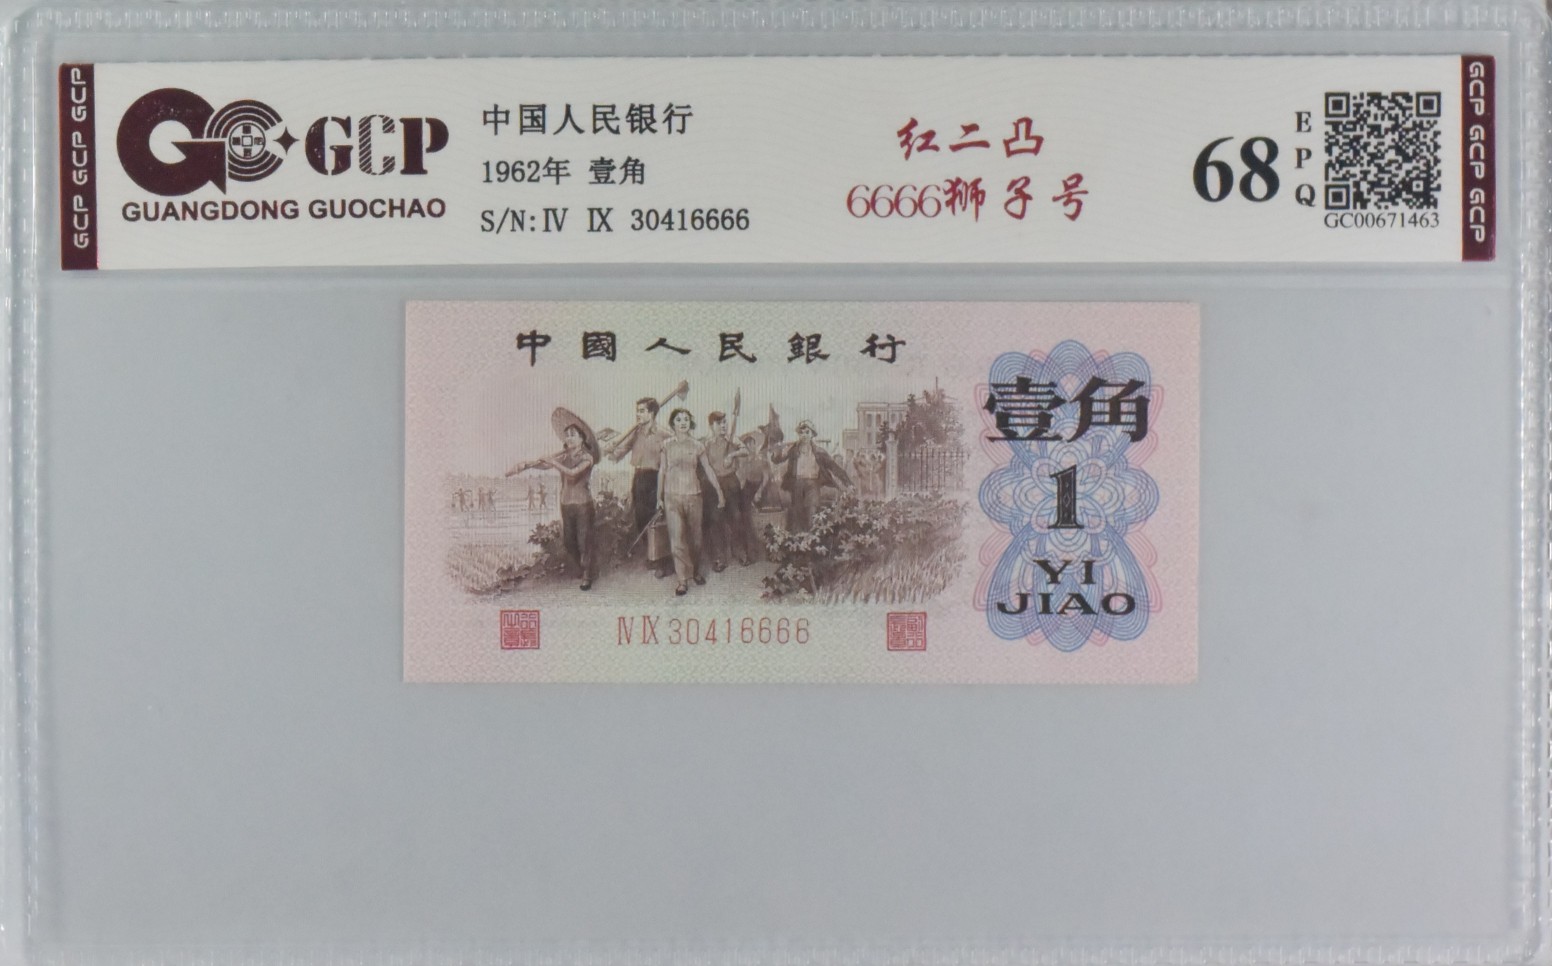 GCP GCP GCP
GCP
GUANGDONG GUOCHAO
中国人民银行
1962年 壹角
S/N:Ⅳ Ⅸ 30416666
红二凸
6666狮子号
68
E
P
Q
GC00671463
GCP GCP GCP
中國人民銀行
壹角
1
YI
JIAO
Ⅳ Ⅸ 30416666